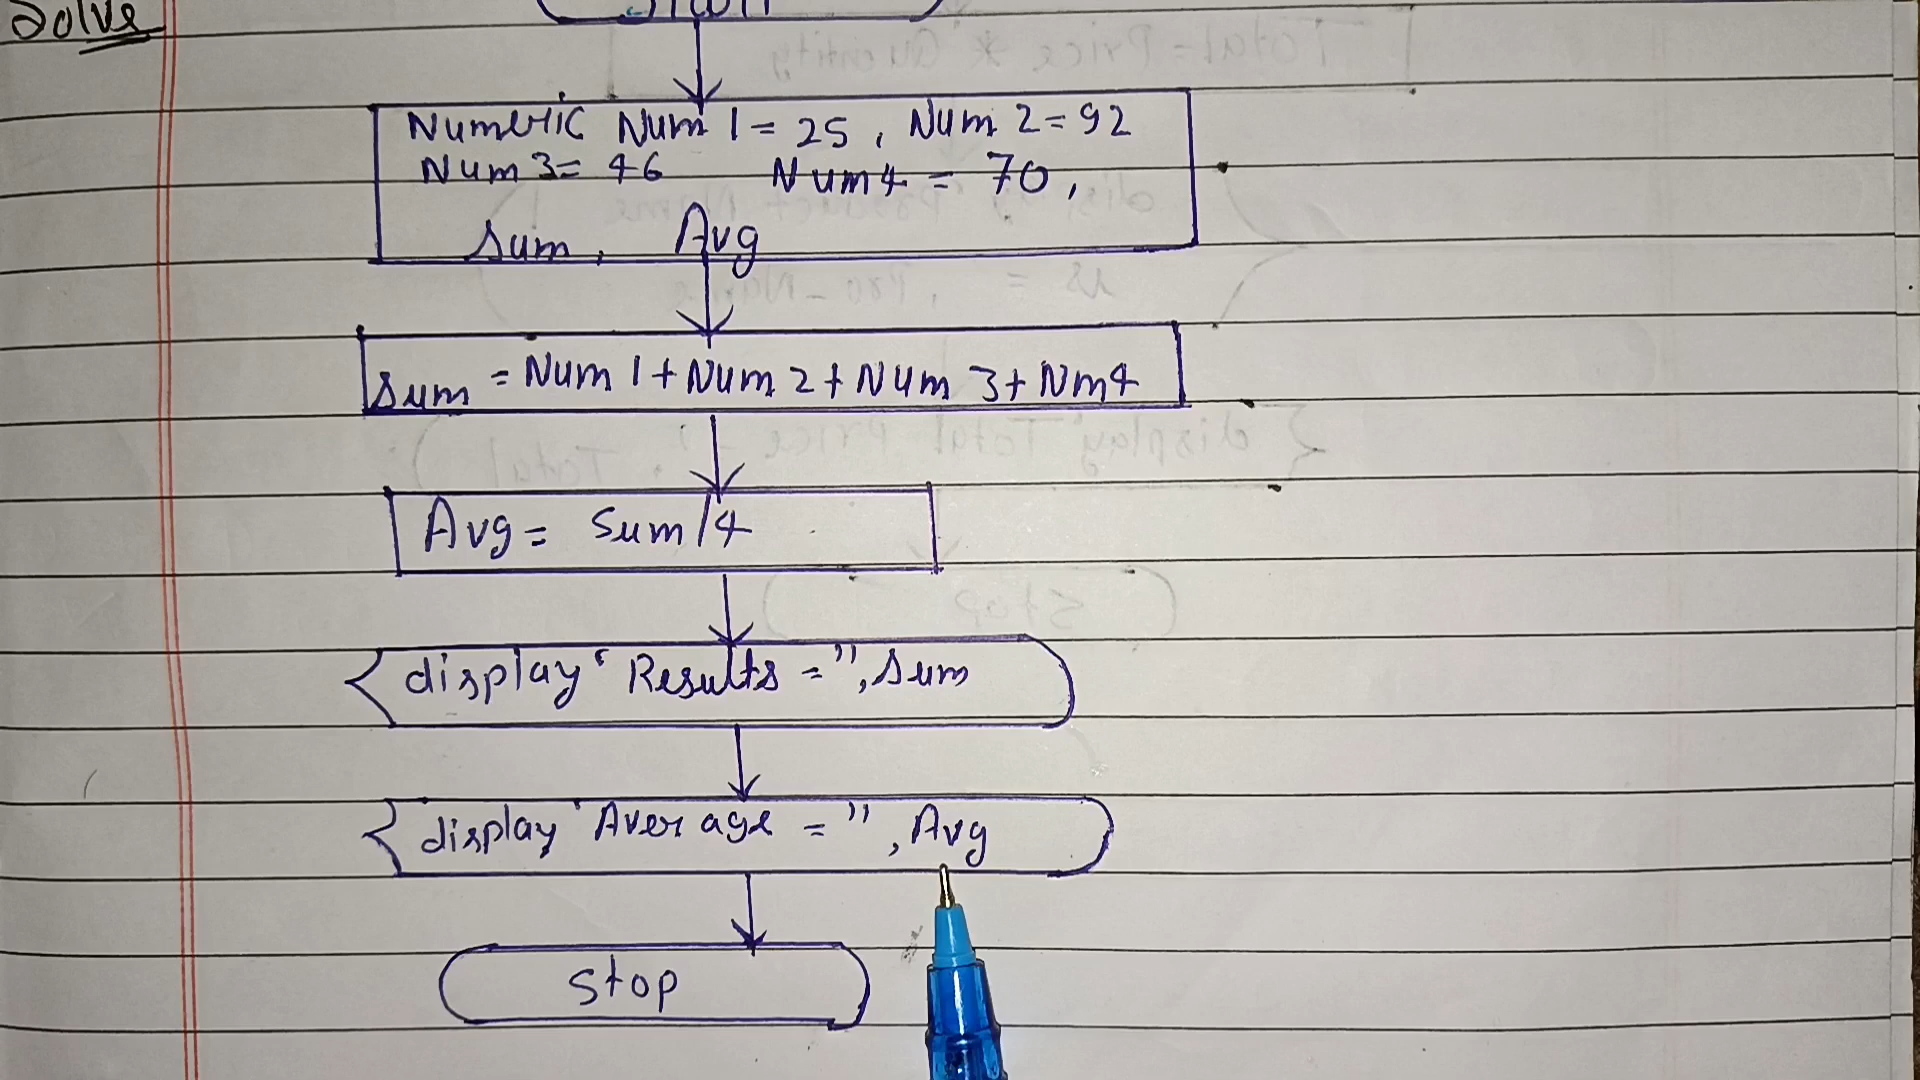 Solve
Start
Numeric Num 1 = 25, Num 2 = 92
Num 3 = 46 Num 4 = 70,
Sum, Avg
Sum = Num 1 + Num 2 + Num 3 + Nm4
Avg = Sum / 4
display "Results = ", Sum
display "Average = ", Avg
Stop